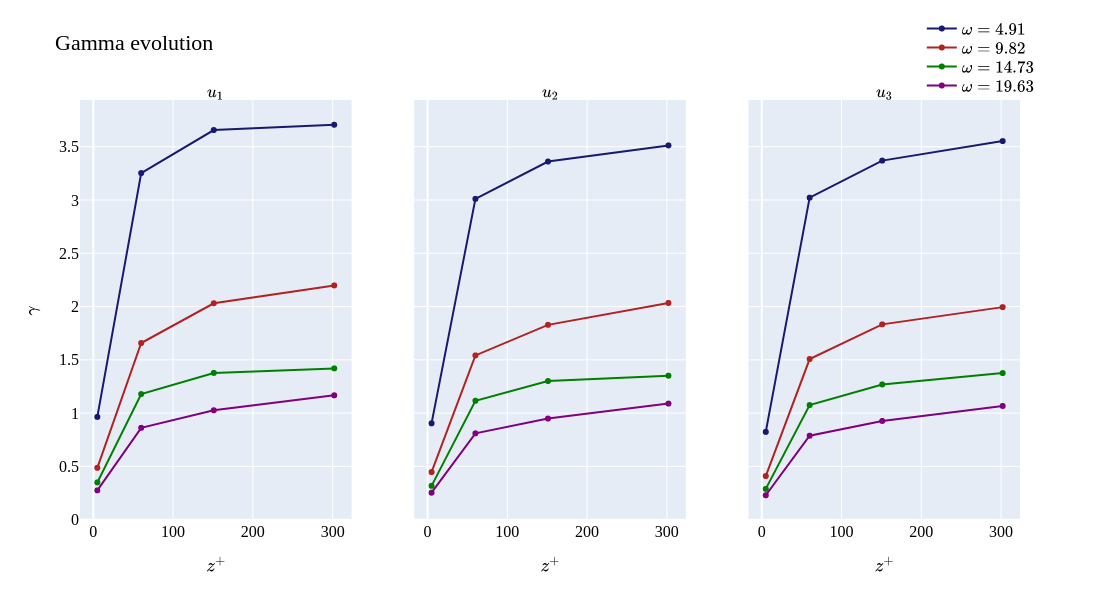 Gamma evolution
ω = 4.91
ω = 9.82
ω = 14.73
ω = 19.63
u₁ u₂ u₃
3.5
3
2.5
2
1.5
1
0.5
0
γ
0 100 200 300 0 100 200 300 0 100 200 300
z⁺ z⁺ z⁺